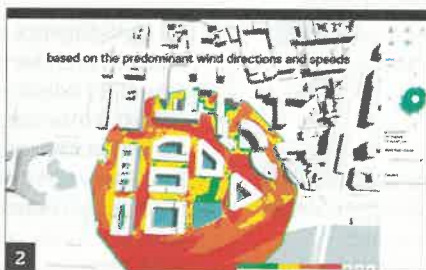 based on the predominant wind directions and speeds
2